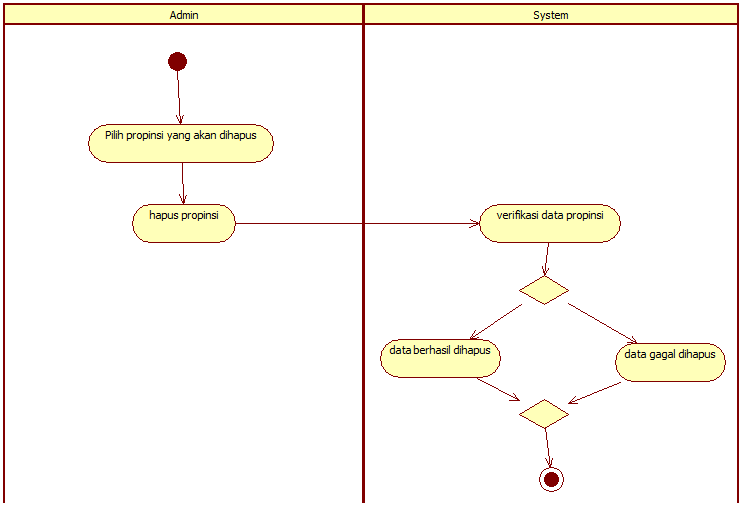 Admin
System
Pilih propinsi yang akan dihapus
hapus propinsi
verifikasi data propinsi
data berhasil dihapus
data gagal dihapus